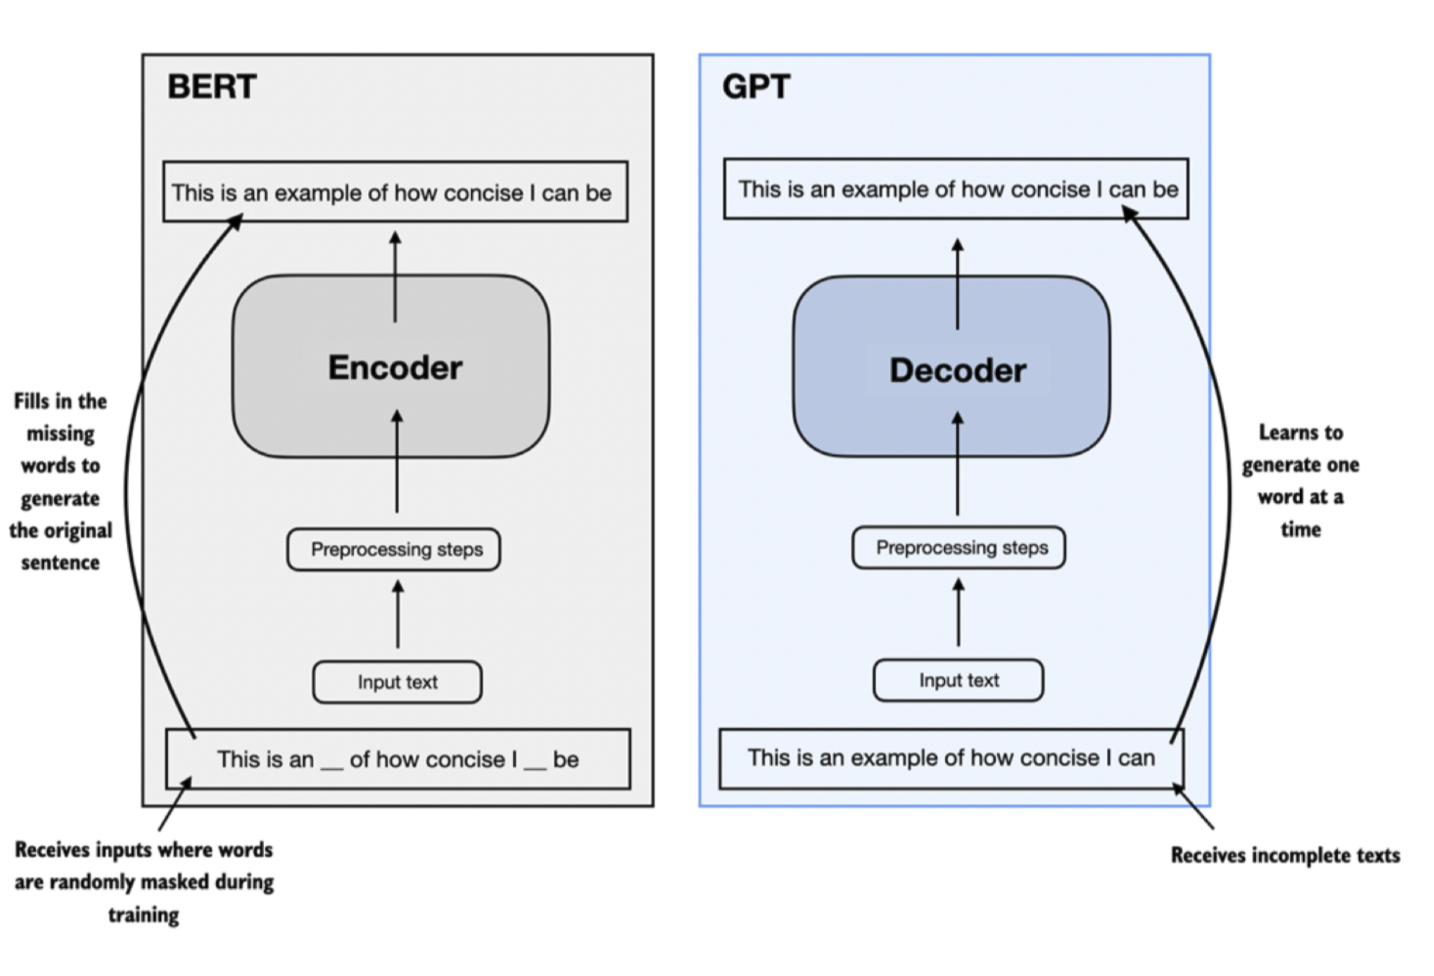 BERT
This is an example of how concise I can be
Encoder
Preprocessing steps
Input text
This is an __ of how concise I __ be
Fills in the
missing
words to
generate
the original
sentence
Receives inputs where words
are randomly masked during
training
GPT
This is an example of how concise I can be
Decoder
Preprocessing steps
Input text
This is an example of how concise I can
Learns to
generate one
word at a
time
Receives incomplete texts